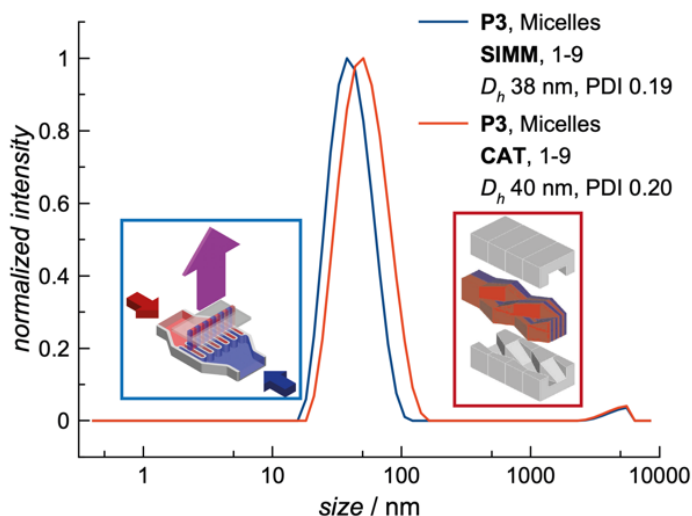 P3, Micelles
SIMM, 1-9
Dh 38 nm, PDI 0.19
P3, Micelles
CAT, 1-9
Dh 40 nm, PDI 0.20
normalized intensity
1
0.8
0.6
0.4
0.2
0
1
10
100
1000
10000
size / nm